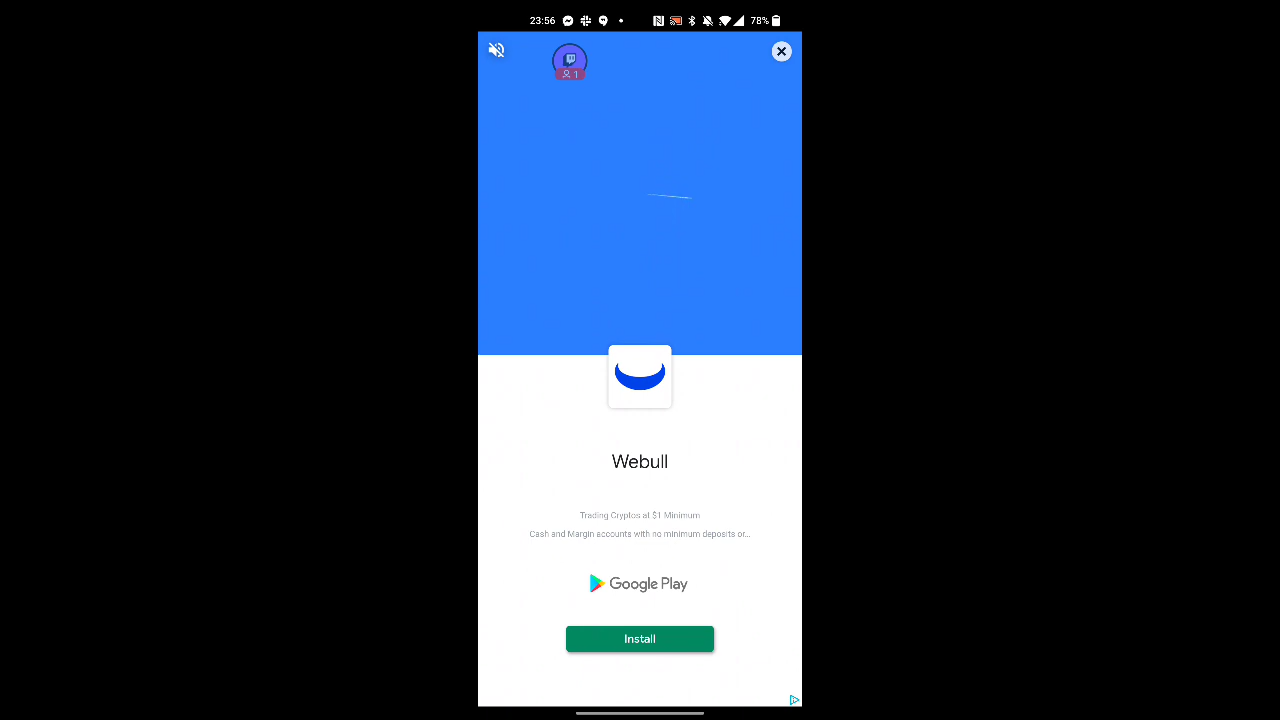 23:56
78%
1
Webull
Trading Cryptos at $1 Minimum
Cash and Margin accounts with no minimum deposits or...
Google Play
Install